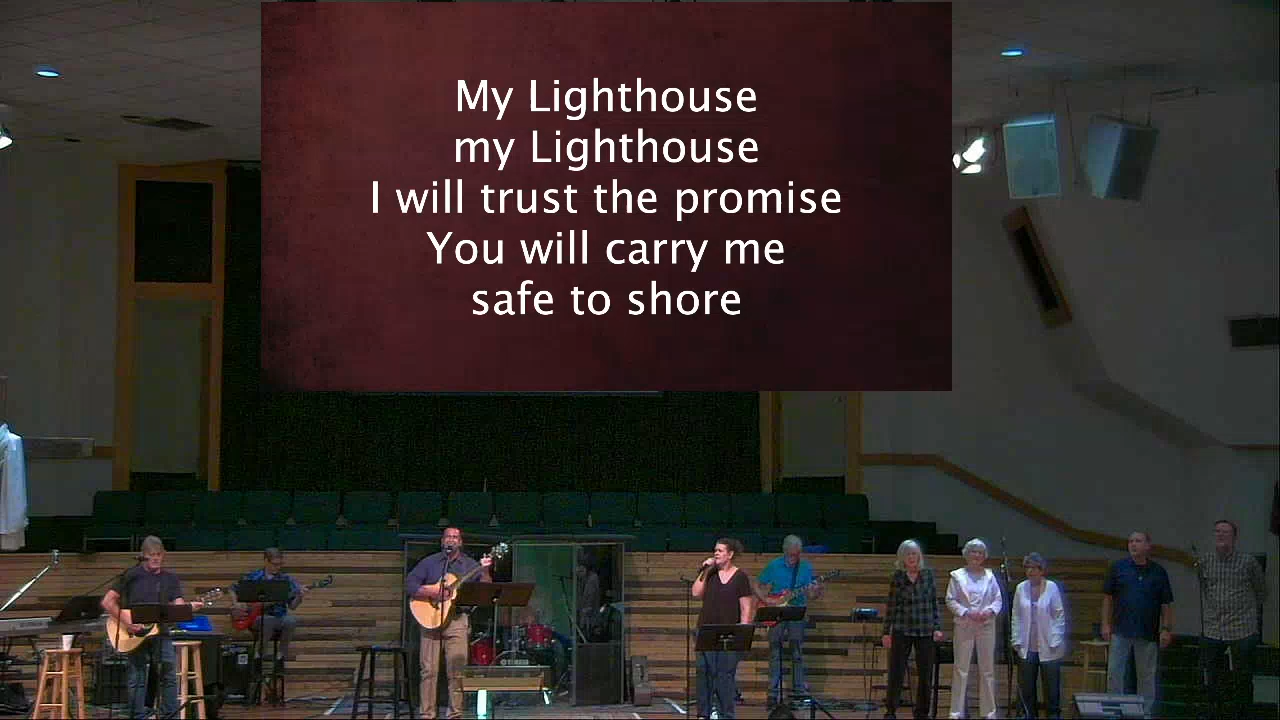 My Lighthouse
my Lighthouse
I will trust the promise
You will carry me
safe to shore